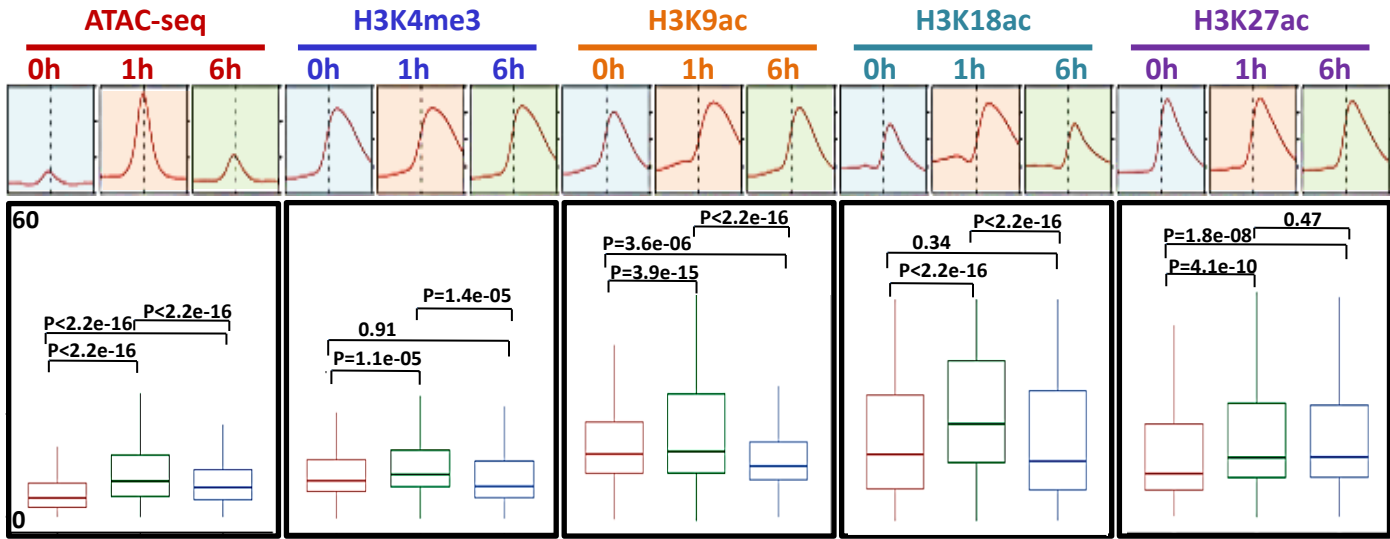 ATAC-seq H3K4me3 H3K9ac H3K18ac H3K27ac
0h 1h 6h 0h 1h 6h 0h 1h 6h 0h 1h 6h 0h 1h 6h
60
P<2.2e-16
P<2.2e-16
P<2.2e-16
0
P=1.4e-05
0.91
P=1.1e-05
P<2.2e-16
P=3.6e-06
P=3.9e-15
P<2.2e-16
0.34
P<2.2e-16
0.47
P=1.8e-08
P=4.1e-10